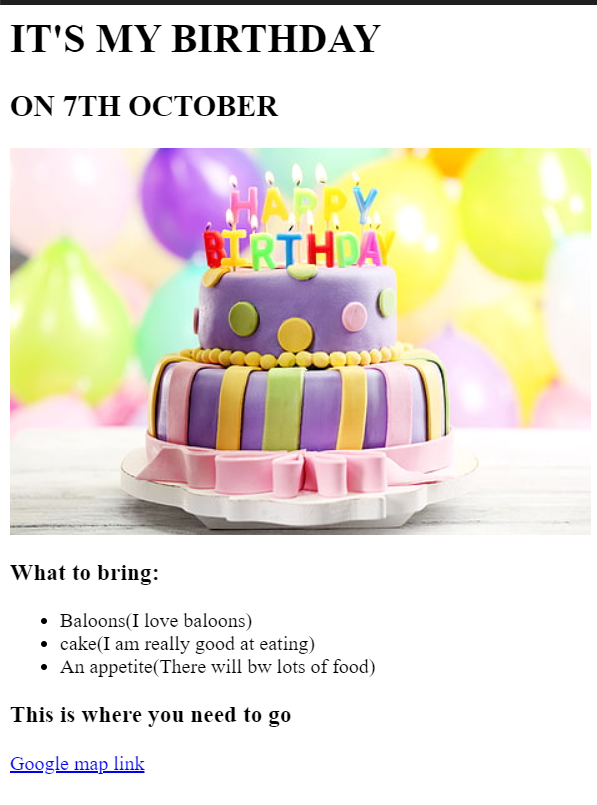 IT'S MY BIRTHDAY
ON 7TH OCTOBER
HAPPY
BIRTHDAY
What to bring:
Baloons(I love baloons)
cake(I am really good at eating)
An appetite(There will bw lots of food)
This is where you need to go
Google map link